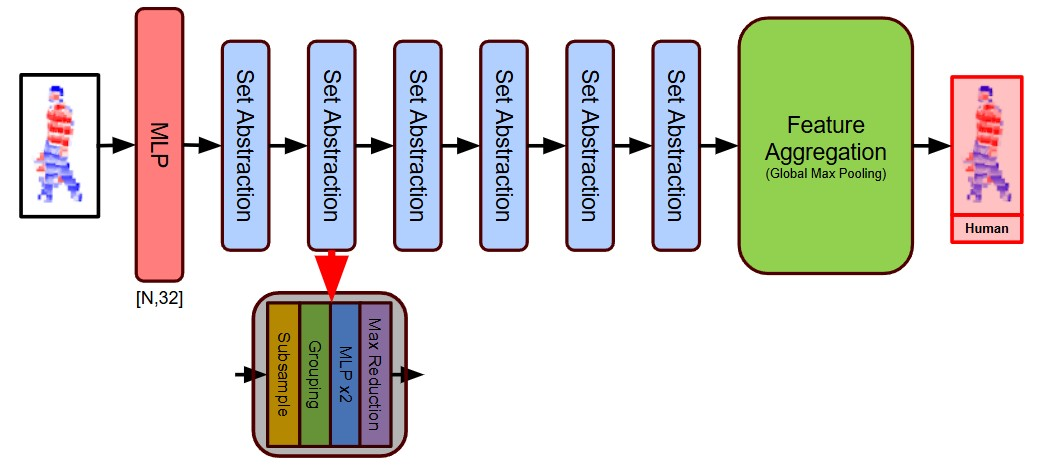 MLP
[N,32]
Set Abstraction
Set Abstraction
Set Abstraction
Set Abstraction
Set Abstraction
Set Abstraction
Feature
Aggregation
(Global Max Pooling)
Human
Subsample
Grouping
MLP x2
Max Reduction